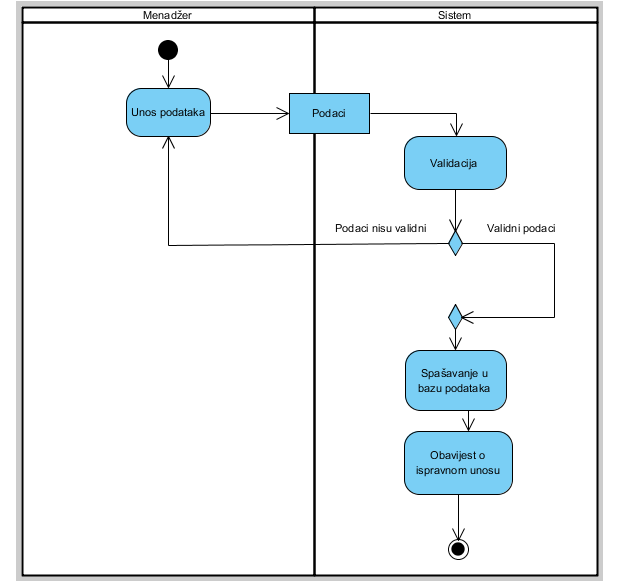 Menadžer
Sistem
Unos podataka
Podaci
Validacija
Podaci nisu validni
Validni podaci
Spašavanje u
bazu podataka
Obavijest o
ispravnom unosu